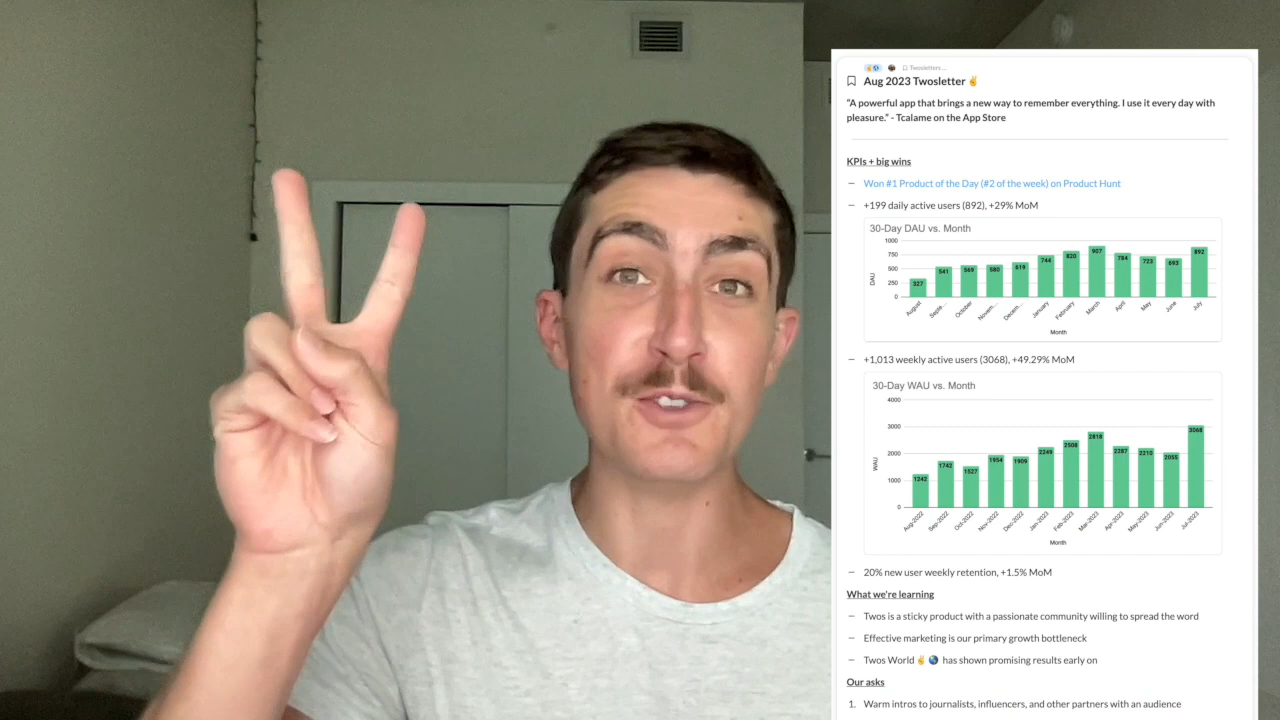 Twosletters...
Aug 2023 Twosletter ✌️
“A powerful app that brings a new way to remember everything. I use it every day with
pleasure.” - Tcalame on the App Store
KPIs + big wins
– Won #1 Product of the Day (#2 of the week) on Product Hunt
– +199 daily active users (892), +29% MoM
30-Day DAU vs. Month
1000
750
500
250
0
DAU
327
541
569
580
619
744
820
907
784
723
693
892
August
Septe...
October
Novem...
Decem...
January
February
March
April
May
June
July
Month
– +1,013 weekly active users (3068), +49.29% MoM
30-Day WAU vs. Month
4000
3000
2000
1000
0
WAU
1242
1742
1527
1954
1909
2249
2508
2818
2287
2210
2055
3068
Aug-2022
Sep-2022
Oct-2022
Nov-2022
Dec-2022
Jan-2023
Feb-2023
Mar-2023
Apr-2023
May-2023
Jun-2023
Jul-2023
Month
– 20% new user weekly retention, +1.5% MoM
What we're learning
– Twos is a sticky product with a passionate community willing to spread the word
– Effective marketing is our primary growth bottleneck
– Twos World ✌️ 🌎 has shown promising results early on
Our asks
1. Warm intros to journalists, influencers, and other partners with an audience